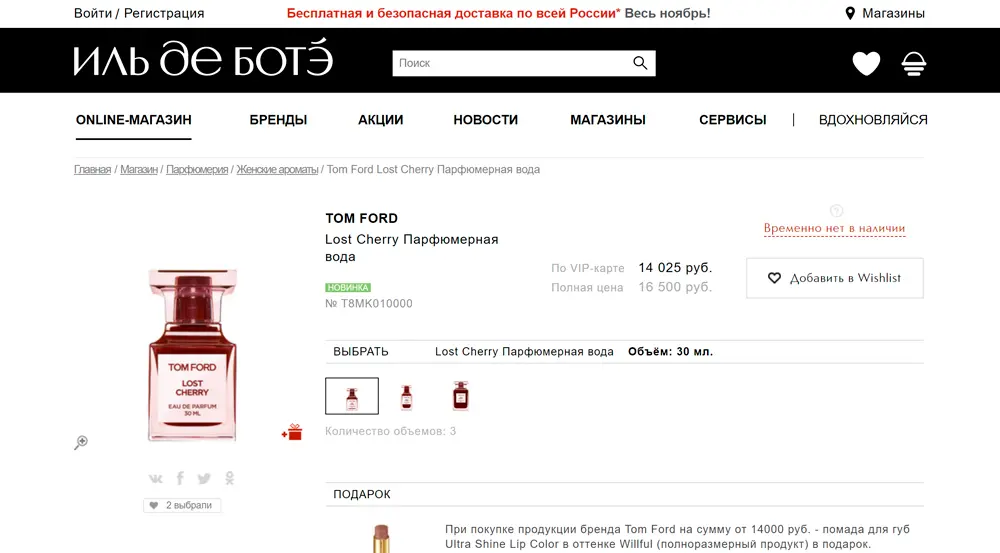 Войти / Регистрация
Бесплатная и безопасная доставка по всей России* Весь ноябрь!
Магазины
ИЛЬ ДЕ БОТЭ
Поиск
ONLINE-МАГАЗИН
БРЕНДЫ
АКЦИИ
НОВОСТИ
МАГАЗИНЫ
СЕРВИСЫ
ВДОХНОВЛЯЙСЯ
Главная / Магазин / Парфюмерия / Женские ароматы / Tom Ford Lost Cherry Парфюмерная вода
TOM FORD
Lost Cherry Парфюмерная
вода
НОВИНКА
№ T8MK010000
По VIP-карте 14 025 руб.
Полная цена 16 500 руб.
?
Временно нет в наличии
Добавить в Wishlist
TOM FORD
LOST
CHERRY
EAU DE PARFUM
30 ML
ВЫБРАТЬ
Lost Cherry Парфюмерная вода Объём: 30 мл.
Количество объемов: 3
2 выбрали
ПОДАРОК
При покупке продукции бренда Tom Ford на сумму от 14000 руб. - помада для губ
Ultra Shine Lip Color в оттенке Willful (полноразмерный продукт) в подарок.